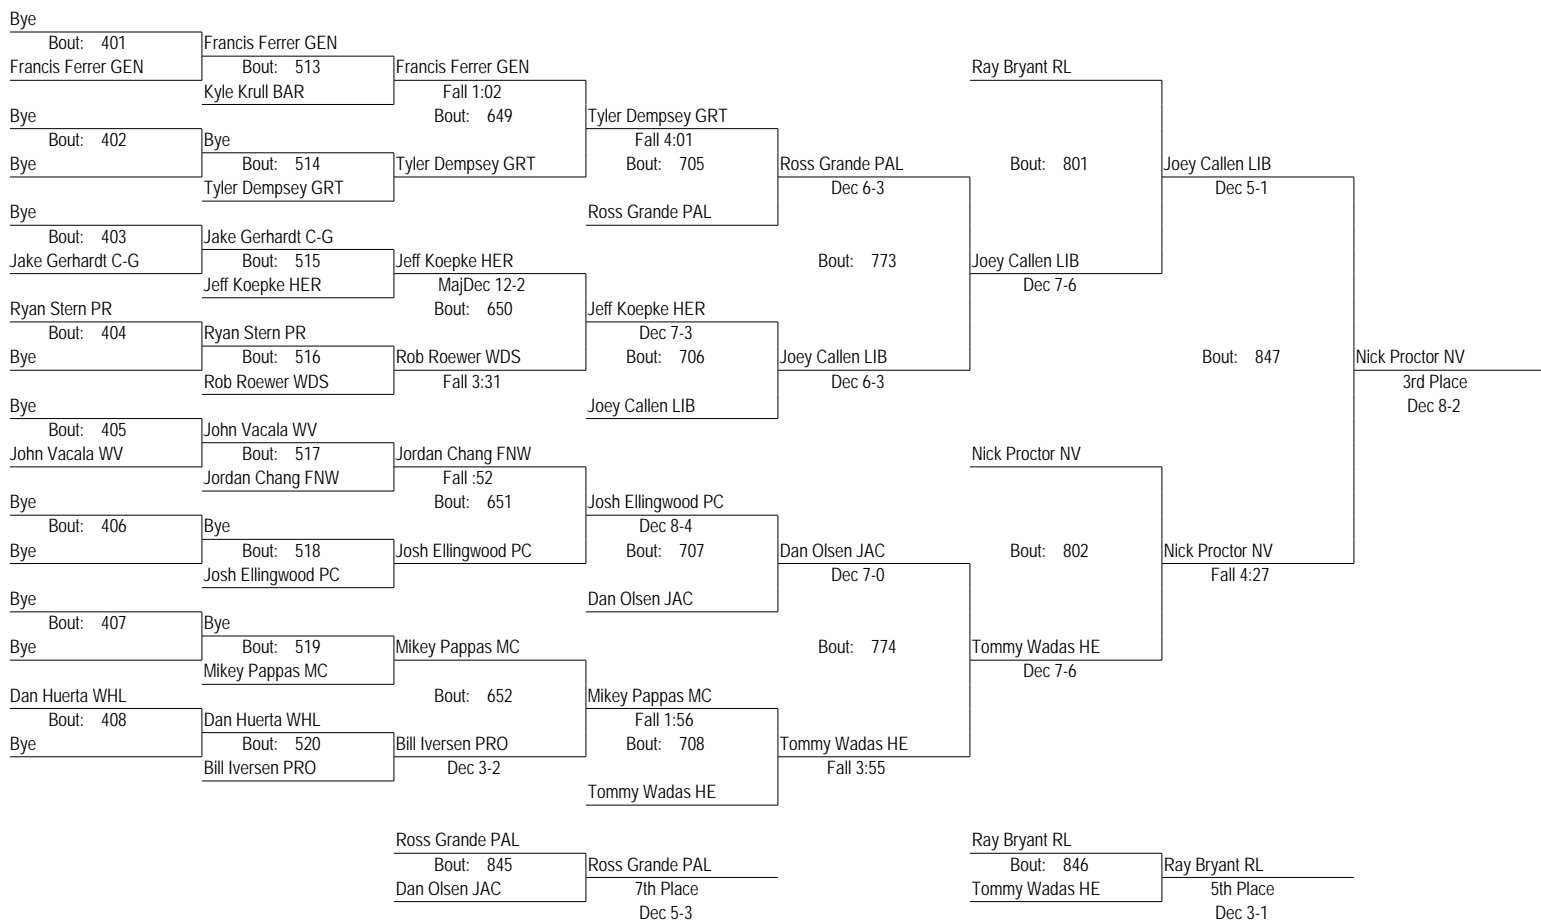 Bye
Bout: 401
Francis Ferrer GEN
Bye
Bout: 402
Bye
Bye
Bout: 403
Jake Gerhardt C-G
Ryan Stern PR
Bout: 404
Bye
Bye
Bout: 405
John Vacala WV
Bye
Bout: 406
Bye
Bye
Bout: 407
Bye
Dan Huerta WHL
Bout: 408
Bye
Francis Ferrer GEN
Bout: 513
Kyle Krull BAR
Bye
Bout: 514
Tyler Dempsey GRT
Jake Gerhardt C-G
Bout: 515
Jeff Koepke HER
Ryan Stern PR
Bout: 516
Rob Roewer WDS
John Vacala WV
Bout: 517
Jordan Chang FNW
Bye
Bout: 518
Josh Ellingwood PC
Bye
Bout: 519
Mikey Pappas MC
Dan Huerta WHL
Bout: 520
Bill Iversen PRO
Francis Ferrer GEN
Fall 1:02
Bout: 649
Tyler Dempsey GRT
Jeff Koepke HER
MajDec 12-2
Bout: 650
Rob Roewer WDS
Fall 3:31
Jordan Chang FNW
Fall :52
Bout: 651
Josh Ellingwood PC
Mikey Pappas MC
Bout: 652
Bill Iversen PRO
Dec 3-2
Tyler Dempsey GRT
Fall 4:01
Bout: 705
Ross Grande PAL
Jeff Koepke HER
Dec 7-3
Bout: 706
Joey Callen LIB
Josh Ellingwood PC
Dec 8-4
Bout: 707
Dan Olsen JAC
Mikey Pappas MC
Fall 1:56
Bout: 708
Tommy Wadas HE
Ross Grande PAL
Dec 6-3
Bout: 773
Joey Callen LIB
Dec 6-3
Dan Olsen JAC
Dec 7-0
Bout: 774
Tommy Wadas HE
Fall 3:55
Ray Bryant RL
Bout: 801
Joey Callen LIB
Dec 7-6
Nick Proctor NV
Bout: 802
Tommy Wadas HE
Dec 7-6
Joey Callen LIB
Dec 5-1
Bout: 847
Nick Proctor NV
Fall 4:27
Nick Proctor NV
3rd Place
Dec 8-2
Ross Grande PAL
Bout: 845
Dan Olsen JAC
Ross Grande PAL
7th Place
Dec 5-3
Ray Bryant RL
Bout: 846
Tommy Wadas HE
Ray Bryant RL
5th Place
Dec 3-1